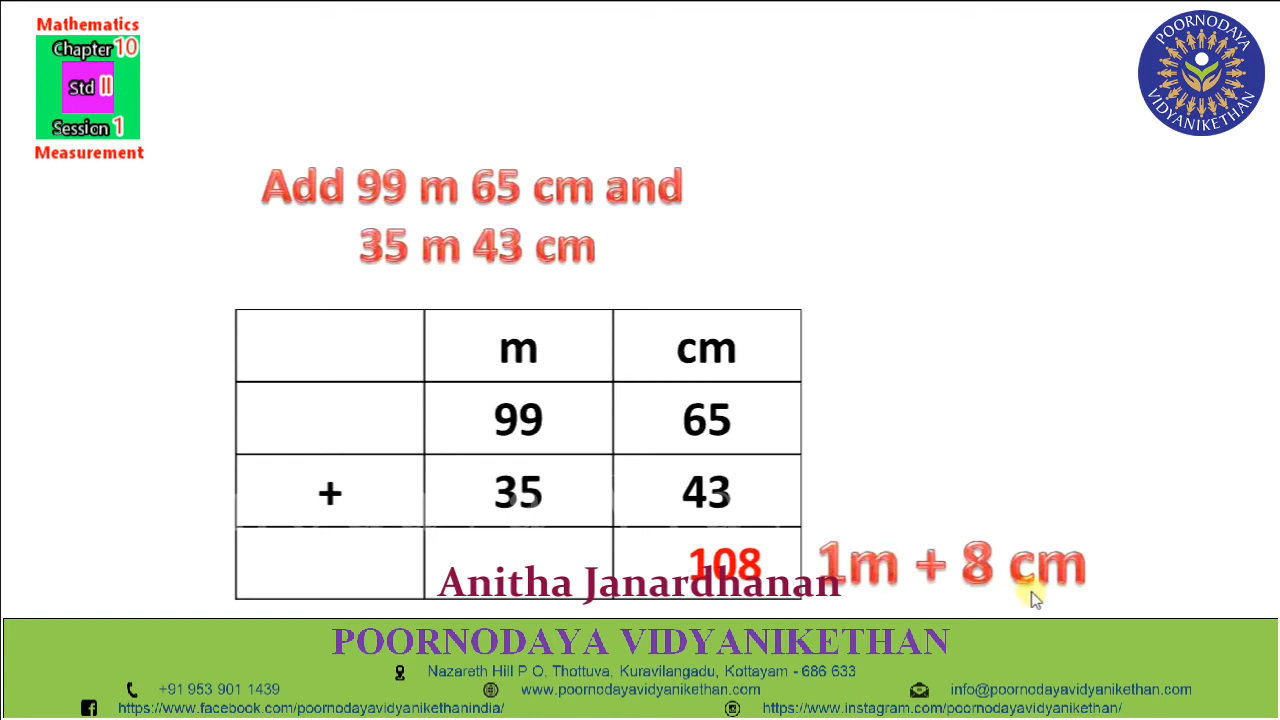 Mathematics
Chapter 10
Std II
Session 1
Measurement
POORNODAYA
VIDYANIKETHAN
Add 99 m 65 cm and
35 m 43 cm
m cm
99 65
+ 35 43
108 1m + 8 cm
Anitha Janardhanan
POORNODAYA VIDYANIKETHAN
Nazareth Hill P O, Thottuva, Kuravilangadu, Kottayam - 686 633
+91 953 901 1439 www.poornodayavidyanikethan.com info@poornodayavidyanikethan.com
https://www.facebook.com/poornodayavidyanikethanindia/ https://www.instagram.com/poornodayavidyanikethan/